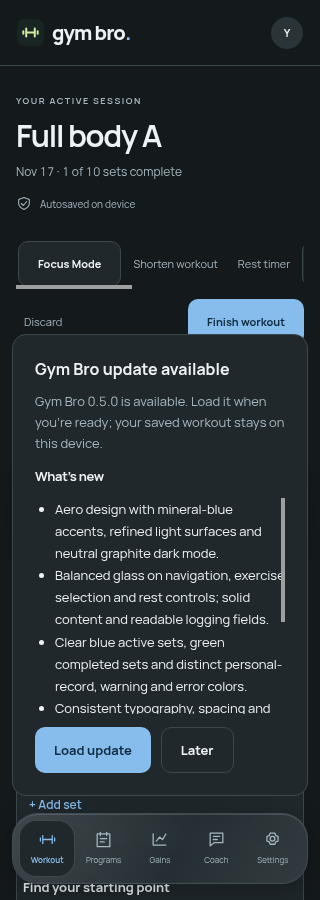 gym bro.
Y
YOUR ACTIVE SESSION
Full body A
Nov 17 · 1 of 10 sets complete
Autosaved on device
Focus Mode
Shorten workout
Rest timer
Discard
Finish workout
Gym Bro update available
Gym Bro 0.5.0 is available. Load it when
you're ready; your saved workout stays on
this device.
What's new
• Aero design with mineral-blue
accents, refined light surfaces and
neutral graphite dark mode.
• Balanced glass on navigation, exercise
selection and rest controls; solid
content and readable logging fields.
• Clear blue active sets, green
completed sets and distinct personal-
record, warning and error colors.
• Consistent typography, spacing and
Load update
Later
+ Add set
Workout
Programs
Gains
Coach
Settings
Find your starting point